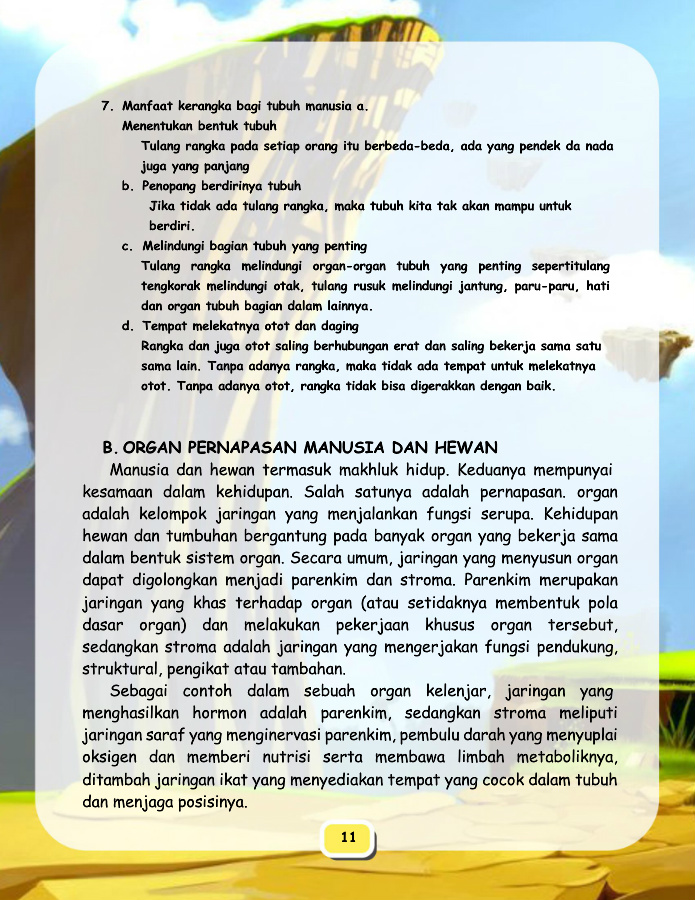 7. Manfaat kerangka bagi tubuh manusia a.
Menentukan bentuk tubuh
Tulang rangka pada setiap orang itu berbeda-beda, ada yang pendek da nada
juga yang panjang
b. Penopang berdirinya tubuh
Jika tidak ada tulang rangka, maka tubuh kita tak akan mampu untuk
berdiri.
c. Melindungi bagian tubuh yang penting
Tulang rangka melindungi organ-organ tubuh yang penting sepertitulang
tengkorak melindungi otak, tulang rusuk melindungi jantung, paru-paru, hati
dan organ tubuh bagian dalam lainnya.
d. Tempat melekatnya otot dan daging
Rangka dan juga otot saling berhubungan erat dan saling bekerja sama satu
sama lain. Tanpa adanya rangka, maka tidak ada tempat untuk melekatnya
otot. Tanpa adanya otot, rangka tidak bisa digerakkan dengan baik.
B. ORGAN PERNAPASAN MANUSIA DAN HEWAN
Manusia dan hewan termasuk makhluk hidup. Keduanya mempunyai
kesamaan dalam kehidupan. Salah satunya adalah pernapasan. organ
adalah kelompok jaringan yang menjalankan fungsi serupa. Kehidupan
hewan dan tumbuhan bergantung pada banyak organ yang bekerja sama
dalam bentuk sistem organ. Secara umum, jaringan yang menyusun organ
dapat digolongkan menjadi parenkim dan stroma. Parenkim merupakan
jaringan yang khas terhadap organ (atau setidaknya membentuk pola
dasar organ) dan melakukan pekerjaan khusus organ tersebut,
sedangkan stroma adalah jaringan yang mengerjakan fungsi pendukung,
struktural, pengikat atau tambahan.
Sebagai contoh dalam sebuah organ kelenjar, jaringan yang
menghasilkan hormon adalah parenkim, sedangkan stroma meliputi
jaringan saraf yang menginervasi parenkim, pembulu darah yang menyuplai
oksigen dan memberi nutrisi serta membawa limbah metaboliknya,
ditambah jaringan ikat yang menyediakan tempat yang cocok dalam tubuh
dan menjaga posisinya.
11